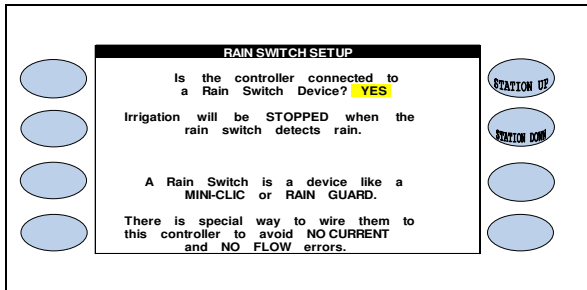 RAIN SWITCH SETUP
Is the controller connected to
a Rain Switch Device? YES
STATION UP
Irrigation will be STOPPED when the
rain switch detects rain.
STATION DOWN
A Rain Switch is a device like a
MINI-CLIC or RAIN GUARD.
There is special way to wire them to
this controller to avoid NO CURRENT
and NO FLOW errors.